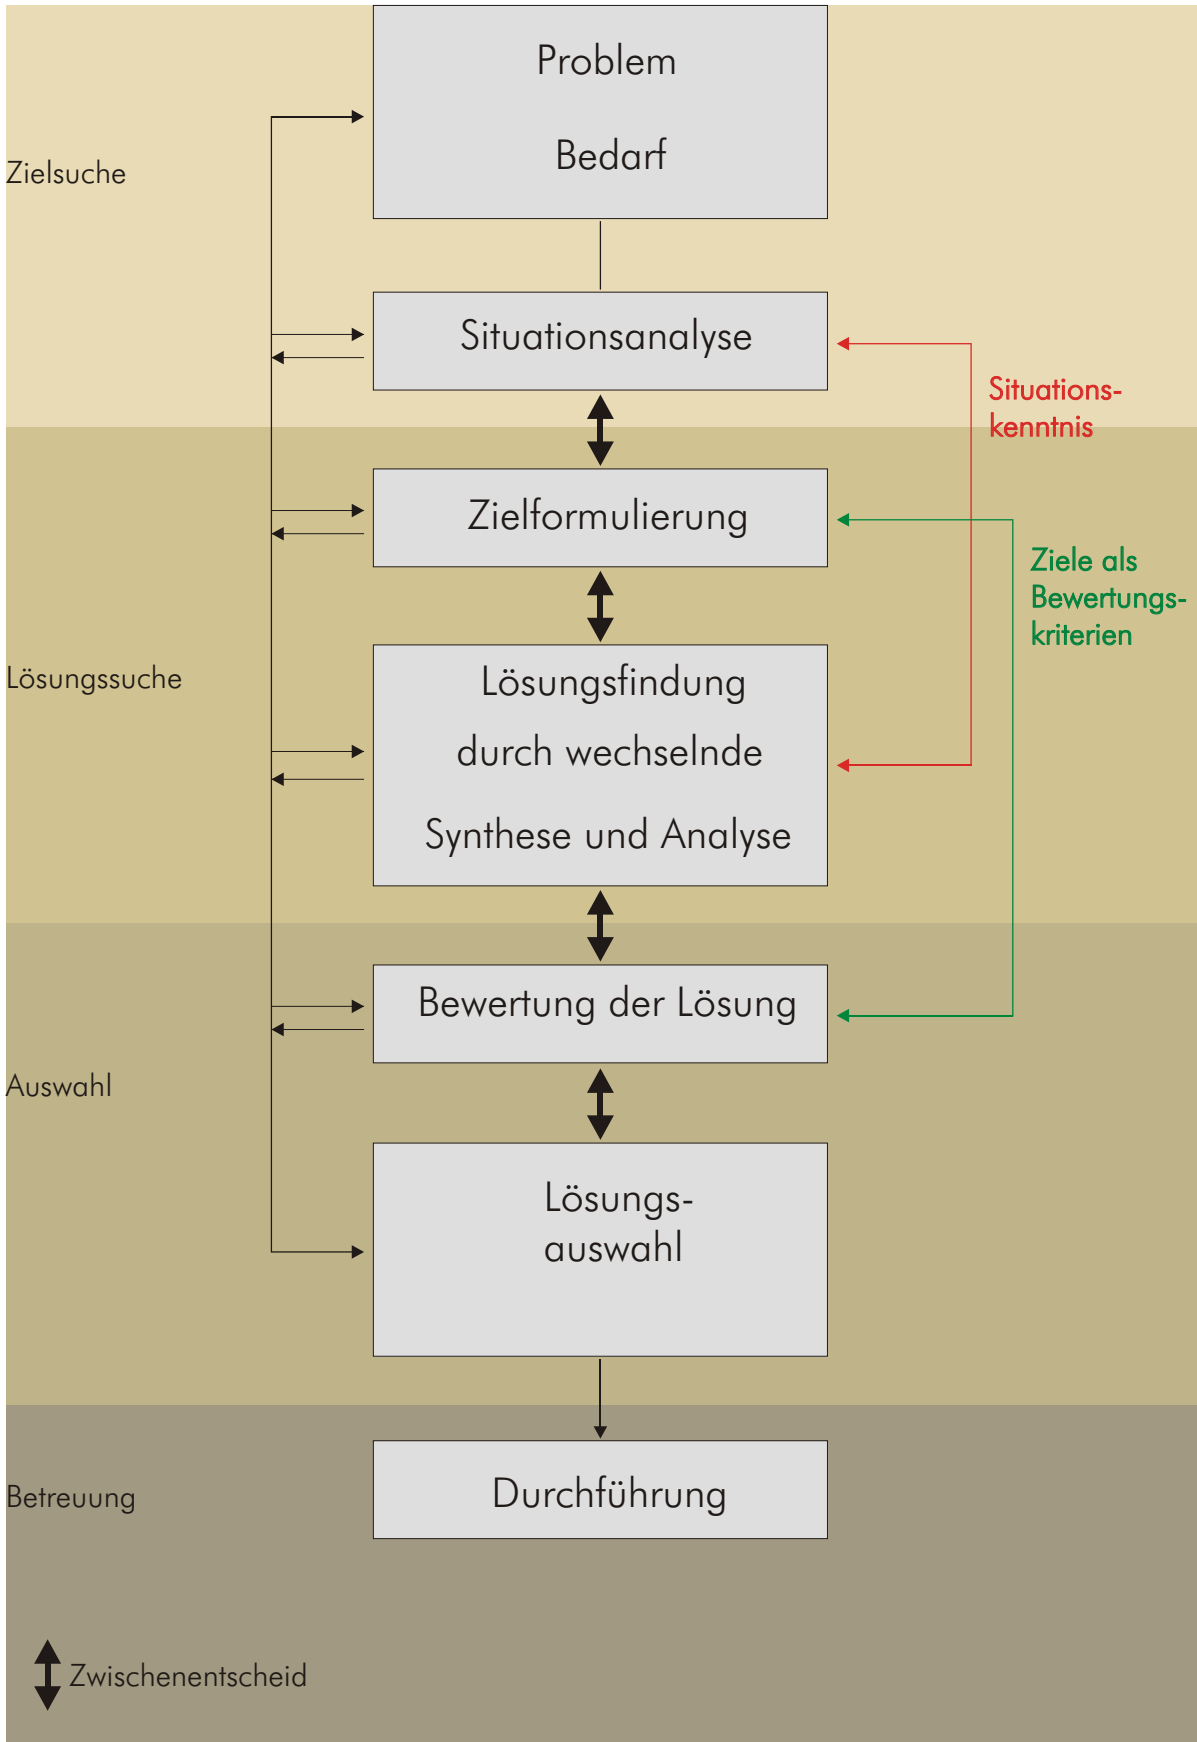 Problem
Bedarf
Zielsuche
Situationsanalyse
Situations-
kenntnis
Zielformulierung
Ziele als
Bewertungs-
kriterien
Lösungssuche
Lösungsfindung
durch wechselnde
Synthese und Analyse
Bewertung der Lösung
Auswahl
Lösungs-
auswahl
Betreuung
Durchführung
Zwischenentscheid